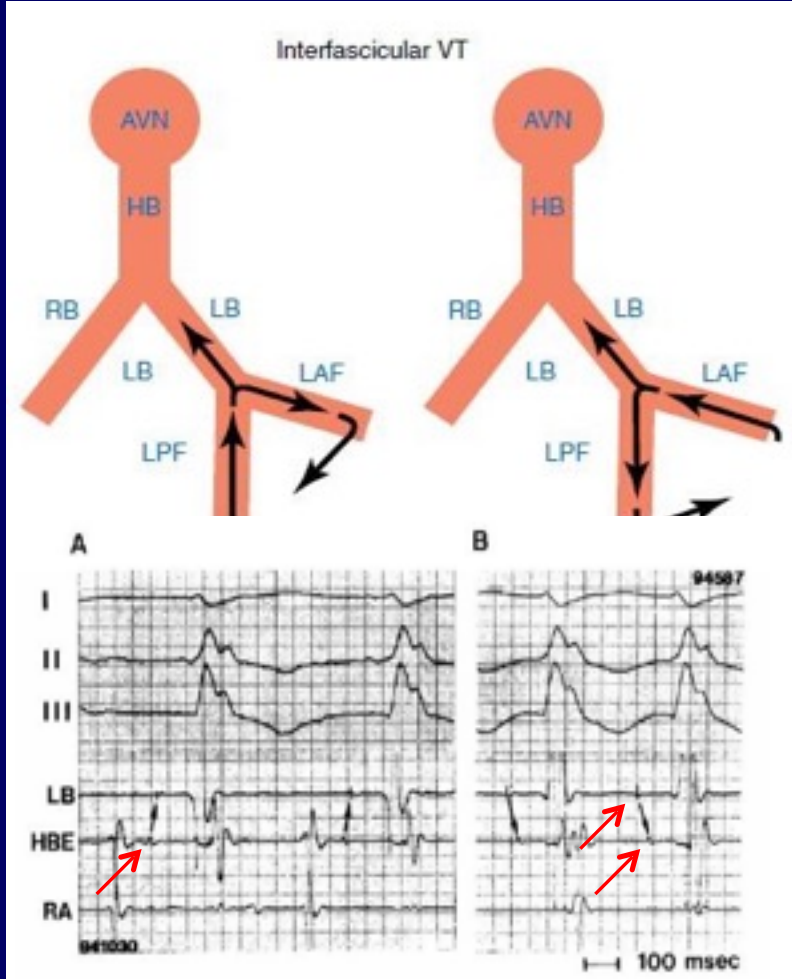 Interfascicular VT
AVN
HB
RB
LB
LB
LAF
LPF
AVN
HB
RB
LB
LB
LAF
LPF
A
B
94587
I
II
III
LB
HBE
RA
941030
100 msec